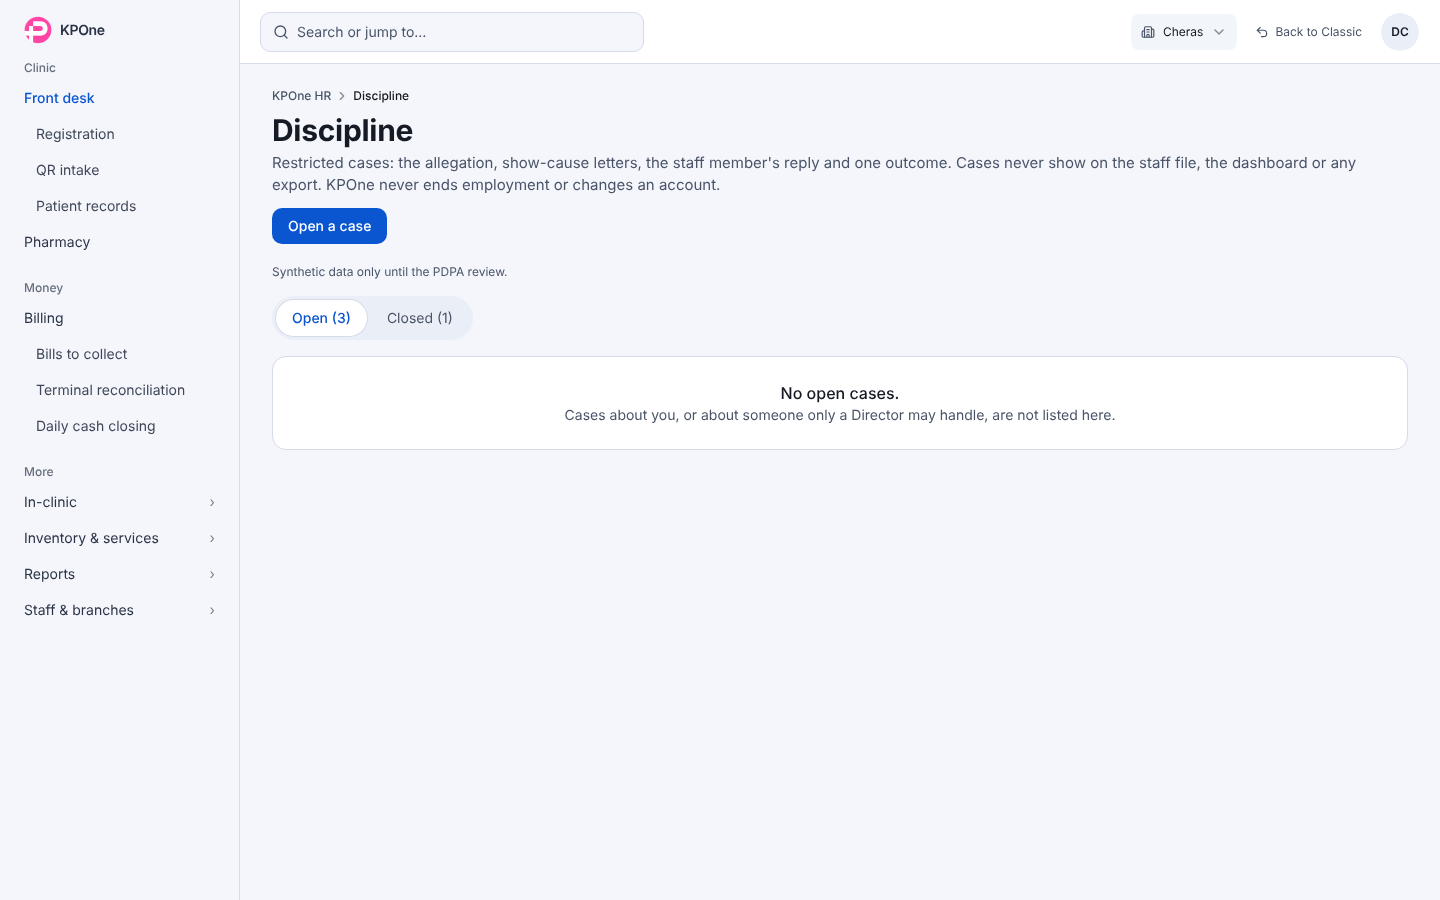 KPOne
Search or jump to...
Cheras
Back to Classic
DC
Clinic
Front desk
Registration
QR intake
Patient records
Pharmacy
Money
Billing
Bills to collect
Terminal reconciliation
Daily cash closing
More
In-clinic
Inventory & services
Reports
Staff & branches
KPOne HR
Discipline
Discipline
Restricted cases: the allegation, show-cause letters, the staff member's reply and one outcome. Cases never show on the staff file, the dashboard or any
export. KPOne never ends employment or changes an account.
Open a case
Synthetic data only until the PDPA review.
Open (3)
Closed (1)
No open cases.
Cases about you, or about someone only a Director may handle, are not listed here.